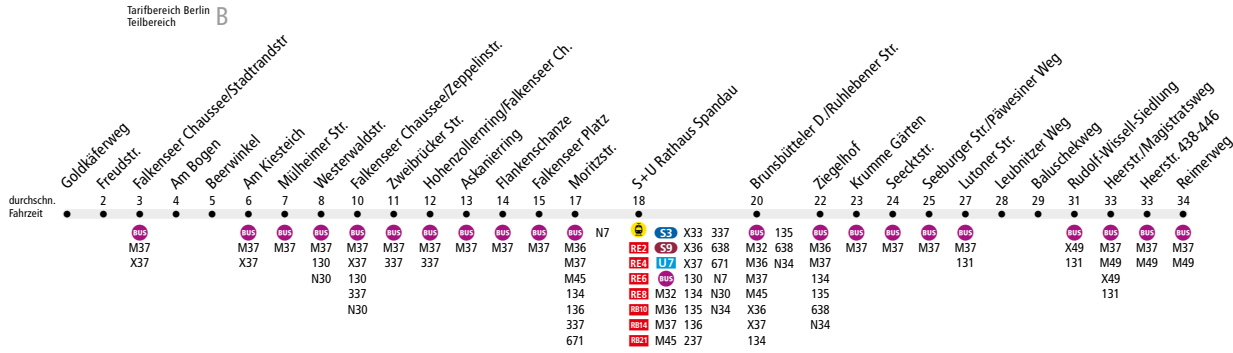 Tarifbereich Berlin
Teilbereich B
Goldkäferweg
Freudstr.
Falkenseer Chaussee/Stadtrandstr
Am Bogen
Beerwinkel
Am Kiesteich
Mülheimer Str.
Westerwaldstr.
Falkenseer Chaussee/Zeppelinstr.
Zweibrücker Str.
Hohenzollernring/Falkenseer Ch.
Askanierring
Flankenschanze
Falkenseer Platz
Moritzstr.
S+U Rathaus Spandau
Brunsbütteler D./Ruhlebener Str.
Ziegelhof
Krumme Gärten
Seecktstr.
Seeburger Str./Päwesiner Weg
Lutoner Str.
Leubnitzer Weg
Baluschekweg
Rudolf-Wissell-Siedlung
Heerstr./Magistratsweg
Heerstr. 438-446
Reimerweg
durchschn. 2 3 4 5 6 7 8 10 11 12 13 14 15 17 18 20 22 23 24 25 27 28 29 31 33 33 34
Fahrzeit
BUS BUS BUS BUS BUS BUS BUS BUS BUS BUS BUS N7 S3 X33 337 BUS 135 BUS BUS BUS BUS BUS BUS BUS BUS BUS
M37 M37 M37 M37 M37 M37 M37 M37 M37 M37 M36 RE2 S9 X36 638 M32 638 M36 M37 M37 M37 M37 X49 M37 M37 M37
X37 X37 130 X37 337 337 M37 RE4 U7 X37 671 M36 N34 M37 131 131 M49 M49 M49
N30 130 M45 RE6 BUS 130 N7 M37 134 X49
337 134 RE8 M32 134 N30 M45 135 131
N30 136 RB10 M36 135 N34 X36 638
337 RB14 M37 136 X37 N34
671 RB21 M45 237 134